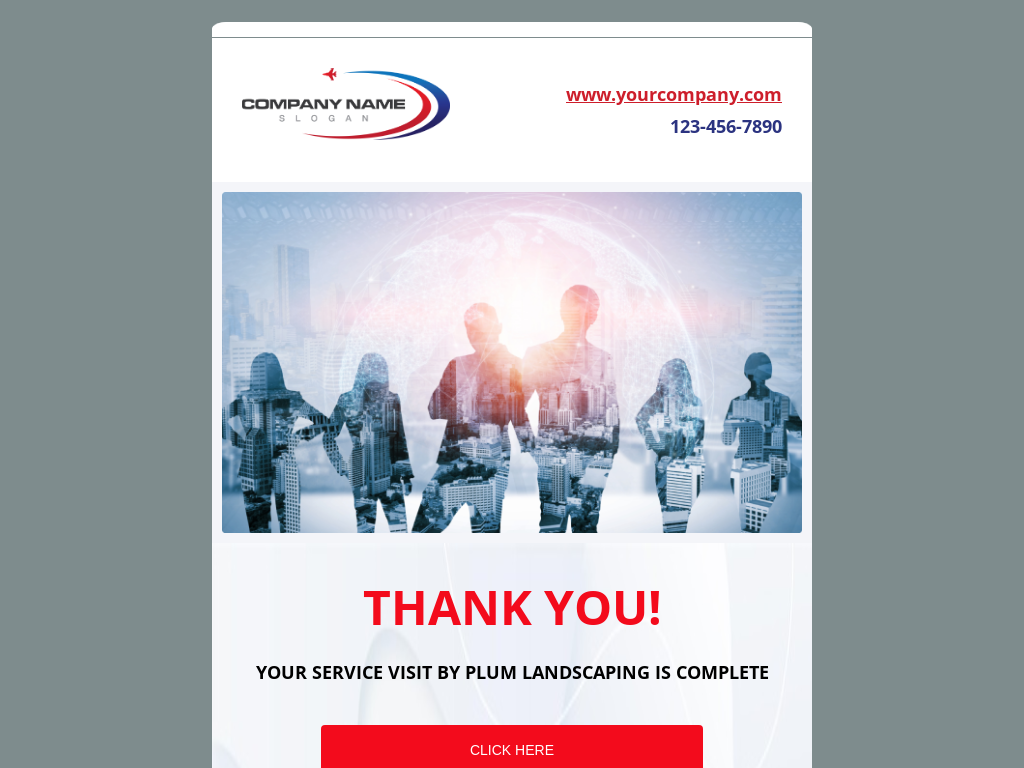 COMPANY NAME
SLOGAN
www.yourcompany.com
123-456-7890
THANK YOU!
YOUR SERVICE VISIT BY PLUM LANDSCAPING IS COMPLETE
CLICK HERE